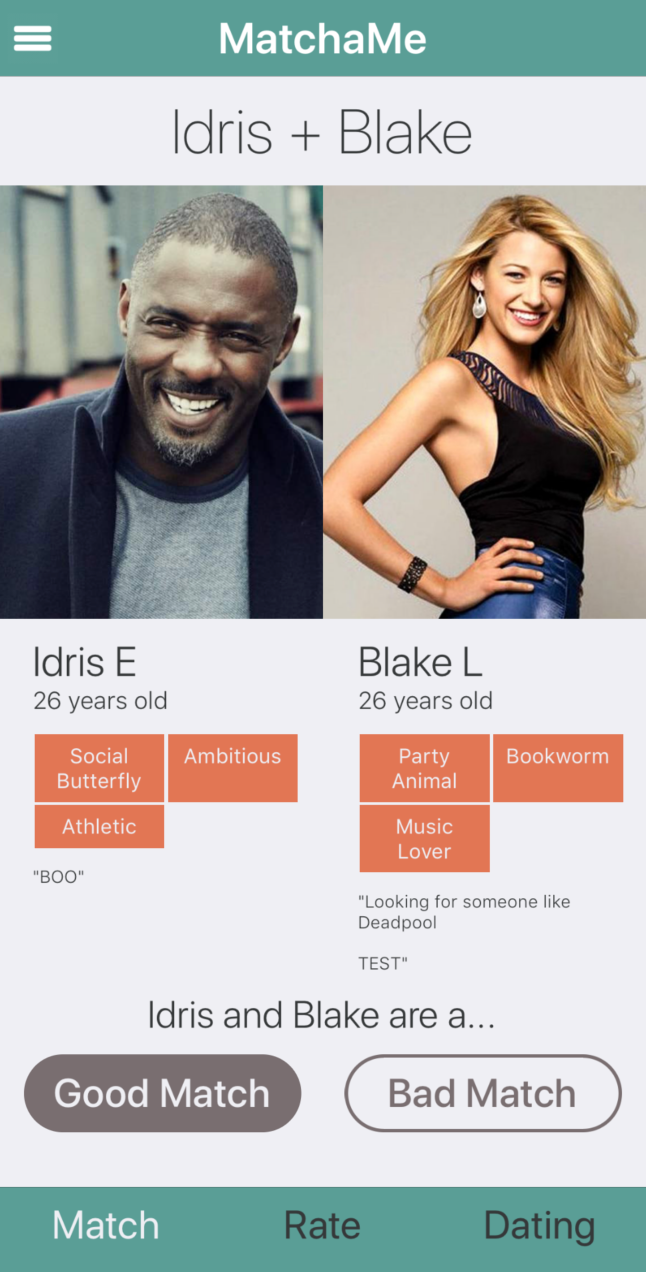 MatchaMe
Idris + Blake
Idris E
26 years old
Social
Butterfly
Ambitious
Athletic
"BOO"
Blake L
26 years old
Party
Animal
Bookworm
Music
Lover
"Looking for someone like
Deadpool
TEST"
Idris and Blake are a...
Good Match
Bad Match
Match
Rate
Dating